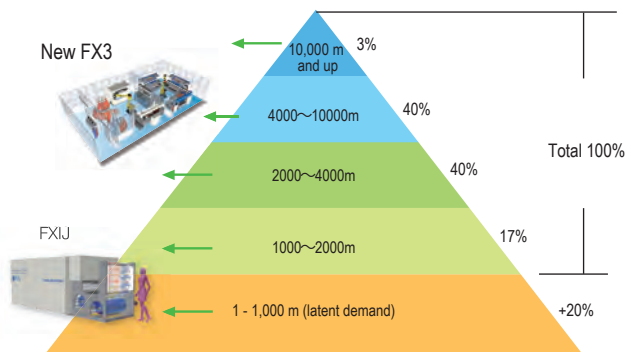 New FX3
10,000 m
and up
3%
4000～10000m
40%
2000～4000m
40%
Total 100%
FXIJ
1000～2000m
17%
1 - 1,000 m (latent demand)
+20%